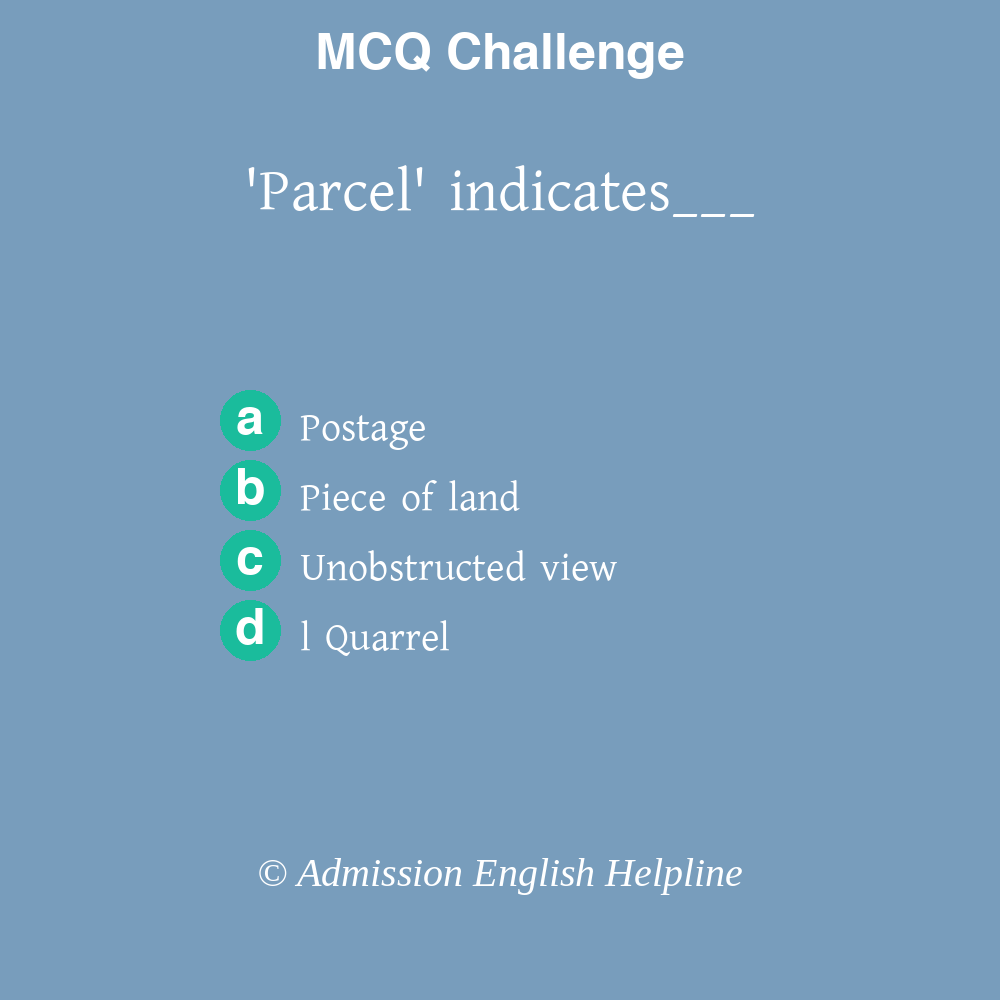 MCQ Challenge
'Parcel' indicates___
a Postage
b Piece of land
c Unobstructed view
d l Quarrel
© Admission English Helpline